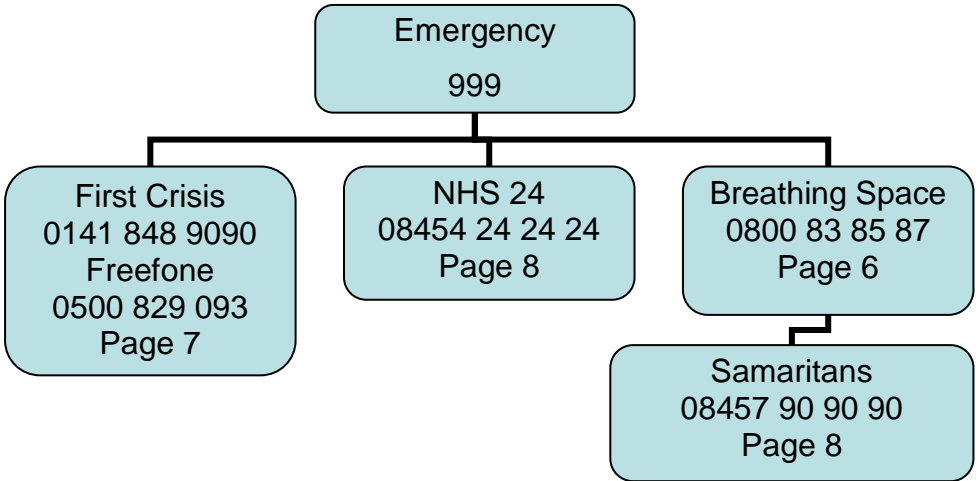 Emergency
999
First Crisis
0141 848 9090
Freefone
0500 829 093
Page 7
NHS 24
08454 24 24 24
Page 8
Breathing Space
0800 83 85 87
Page 6
Samaritans
08457 90 90 90
Page 8